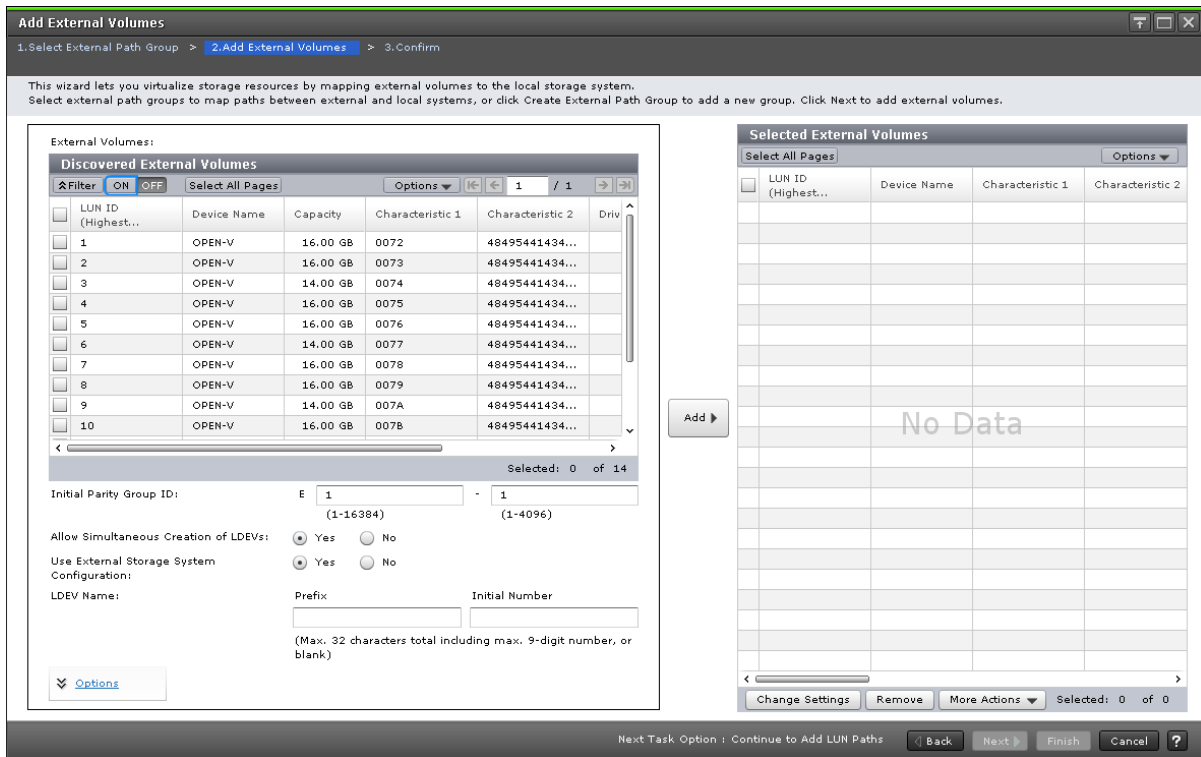 Add External Volumes
1.Select External Path Group > 2.Add External Volumes > 3.Confirm
This wizard lets you virtualize storage resources by mapping external volumes to the local storage system.
Select external path groups to map paths between external and local systems, or click Create External Path Group to add a new group. Click Next to add external volumes.
External Volumes:
Discovered External Volumes
Filter ON OFF Select All Pages Options 1 / 1
LUN ID (Highest... Device Name Capacity Characteristic 1 Characteristic 2 Driv
1 OPEN-V 16.00 GB 0072 48495441434...
2 OPEN-V 16.00 GB 0073 48495441434...
3 OPEN-V 14.00 GB 0074 48495441434...
4 OPEN-V 16.00 GB 0075 48495441434...
5 OPEN-V 16.00 GB 0076 48495441434...
6 OPEN-V 14.00 GB 0077 48495441434...
7 OPEN-V 16.00 GB 0078 48495441434...
8 OPEN-V 16.00 GB 0079 48495441434...
9 OPEN-V 14.00 GB 007A 48495441434...
10 OPEN-V 16.00 GB 007B 48495441434...
Selected: 0 of 14
Initial Parity Group ID: E 1 - 1
(1-16384) (1-4096)
Allow Simultaneous Creation of LDEVs: Yes No
Use External Storage System Configuration: Yes No
LDEV Name: Prefix Initial Number
(Max. 32 characters total including max. 9-digit number, or
blank)
Options
Add
Selected External Volumes
Select All Pages Options
LUN ID (Highest... Device Name Characteristic 1 Characteristic 2
No Data
Change Settings Remove More Actions Selected: 0 of 0
Next Task Option : Continue to Add LUN Paths Back Next Finish Cancel ?